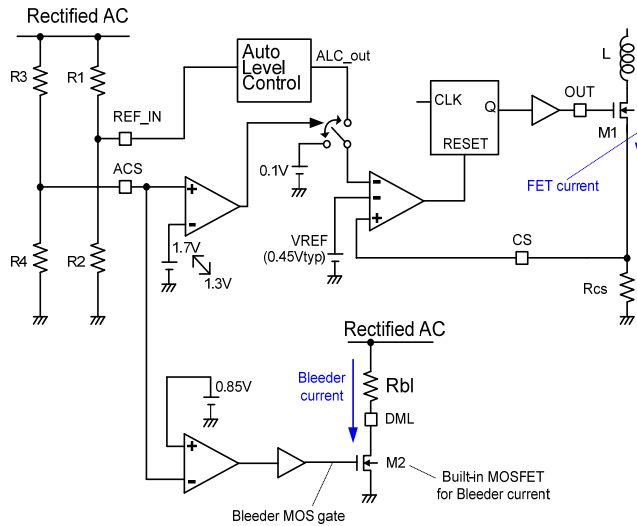 Rectified AC
R3
R1
REF_IN
Auto
Level
Control
ALC_out
ACS
0.1V
CLK
Q
RESET
OUT
L
M1
FET current
R4
R2
1.7V
1.3V
VREF
(0.45Vtyp)
CS
Rcs
Rectified AC
Bleeder
current
Rbl
DML
0.85V
M2
Built-in MOSFET
for Bleeder current
Bleeder MOS gate